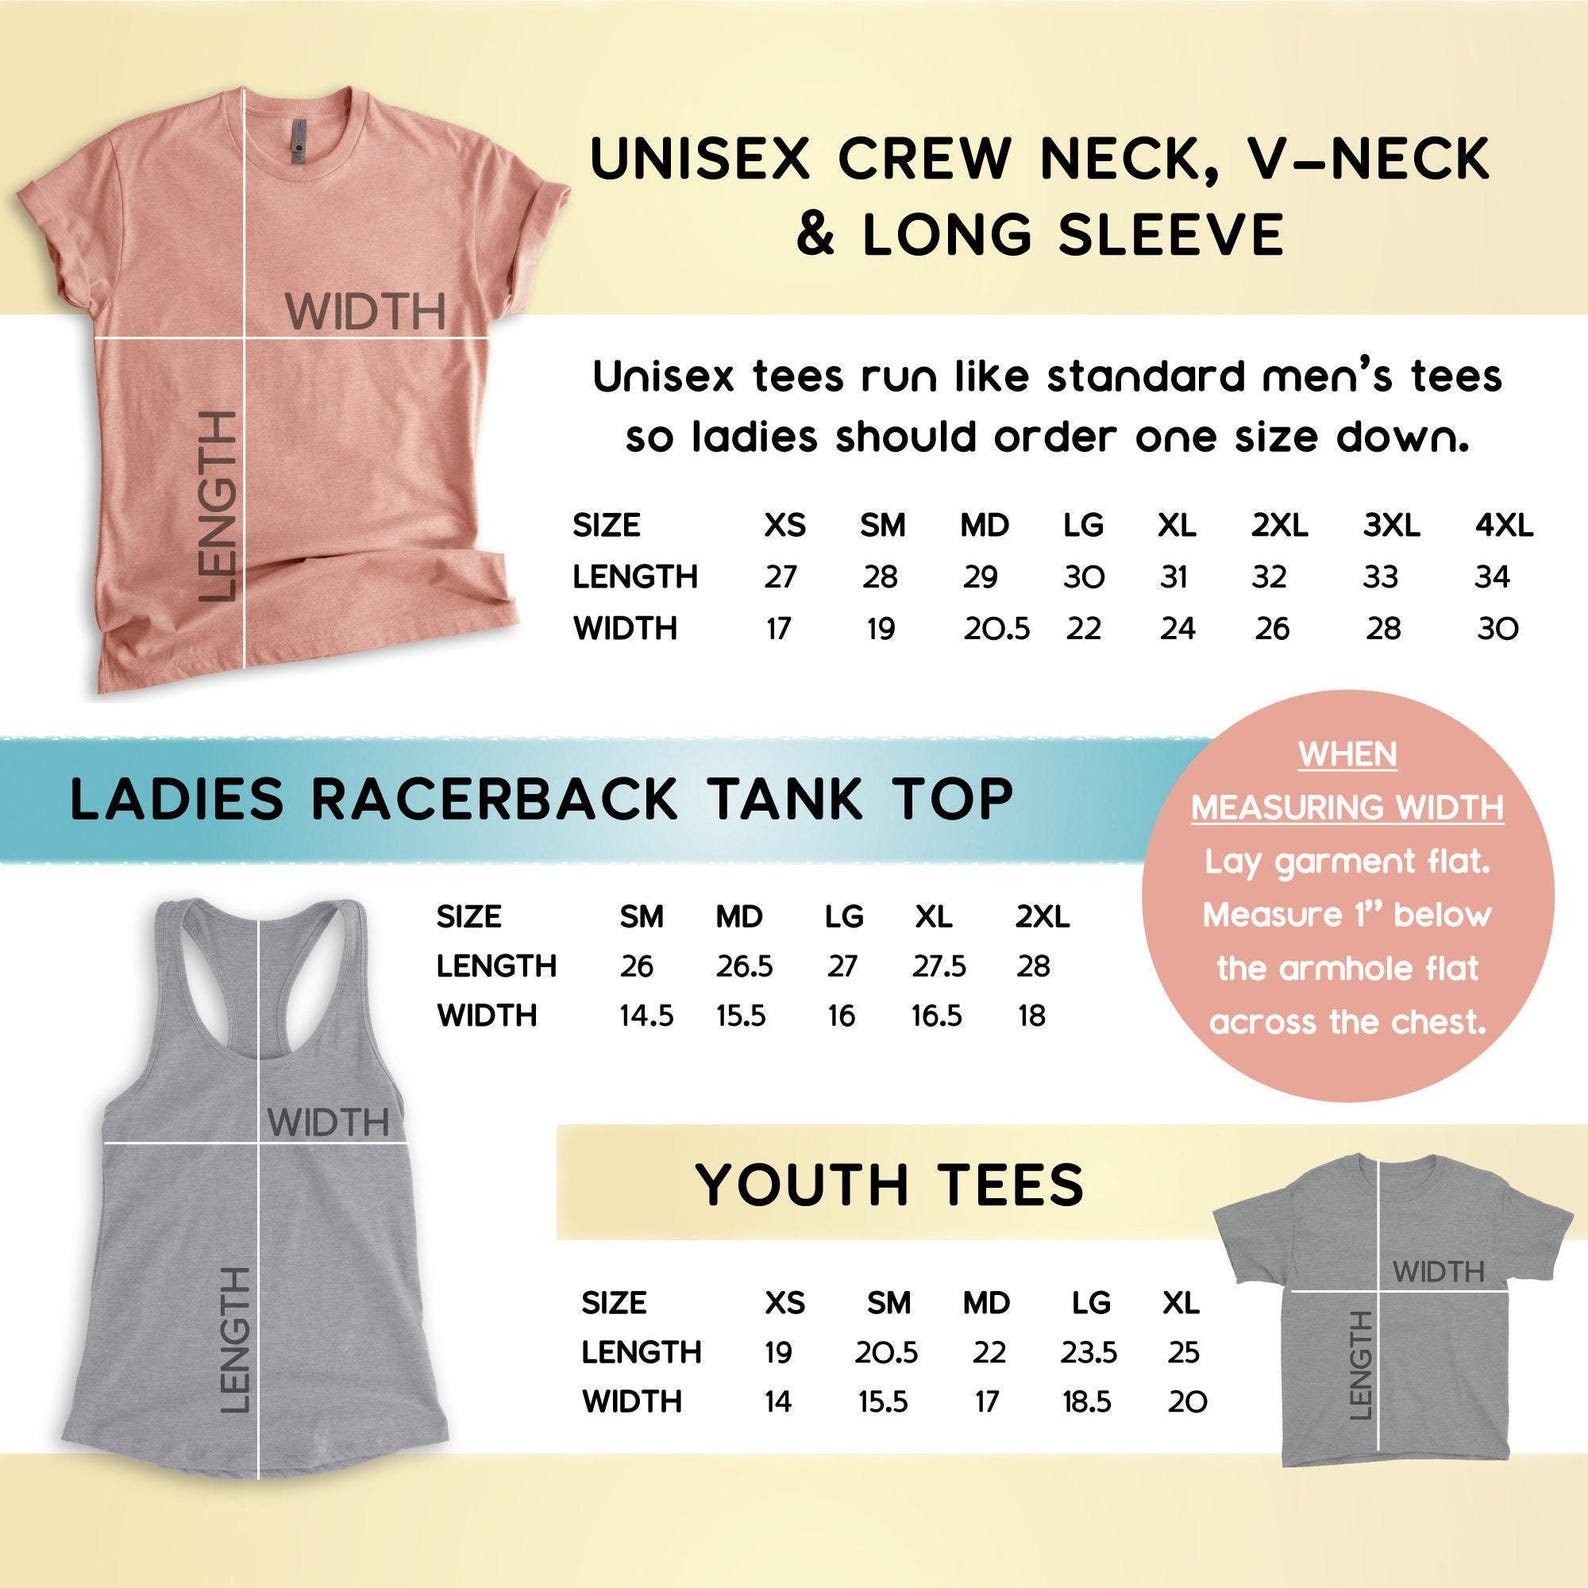 UNISEX CREW NECK, V-NECK
& LONG SLEEVE
WIDTH
LENGTH
Unisex tees run like standard men's tees
so ladies should order one size down.
SIZE XS SM MD LG XL 2XL 3XL 4XL
LENGTH 27 28 29 30 31 32 33 34
WIDTH 17 19 20.5 22 24 26 28 30
LADIES RACERBACK TANK TOP
WHEN
MEASURING WIDTH
Lay garment flat.
Measure 1" below
the armhole flat
across the chest.
SIZE SM MD LG XL 2XL
LENGTH 26 26.5 27 27.5 28
WIDTH 14.5 15.5 16 16.5 18
WIDTH
LENGTH
YOUTH TEES
SIZE XS SM MD LG XL
LENGTH 19 20.5 22 23.5 25
WIDTH 14 15.5 17 18.5 20
WIDTH
LENGTH